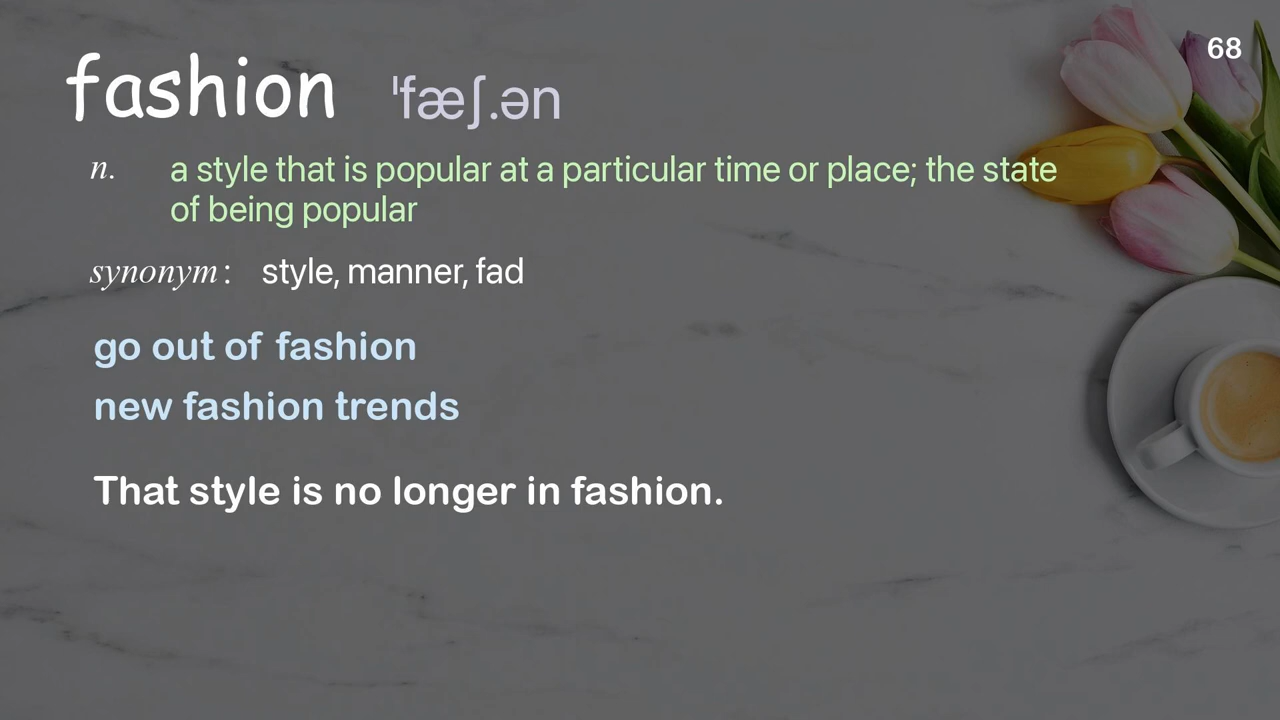 68
fashion ˈfæʃ.ən
n. a style that is popular at a particular time or place; the state
of being popular
synonym: style, manner, fad
go out of fashion
new fashion trends
That style is no longer in fashion.